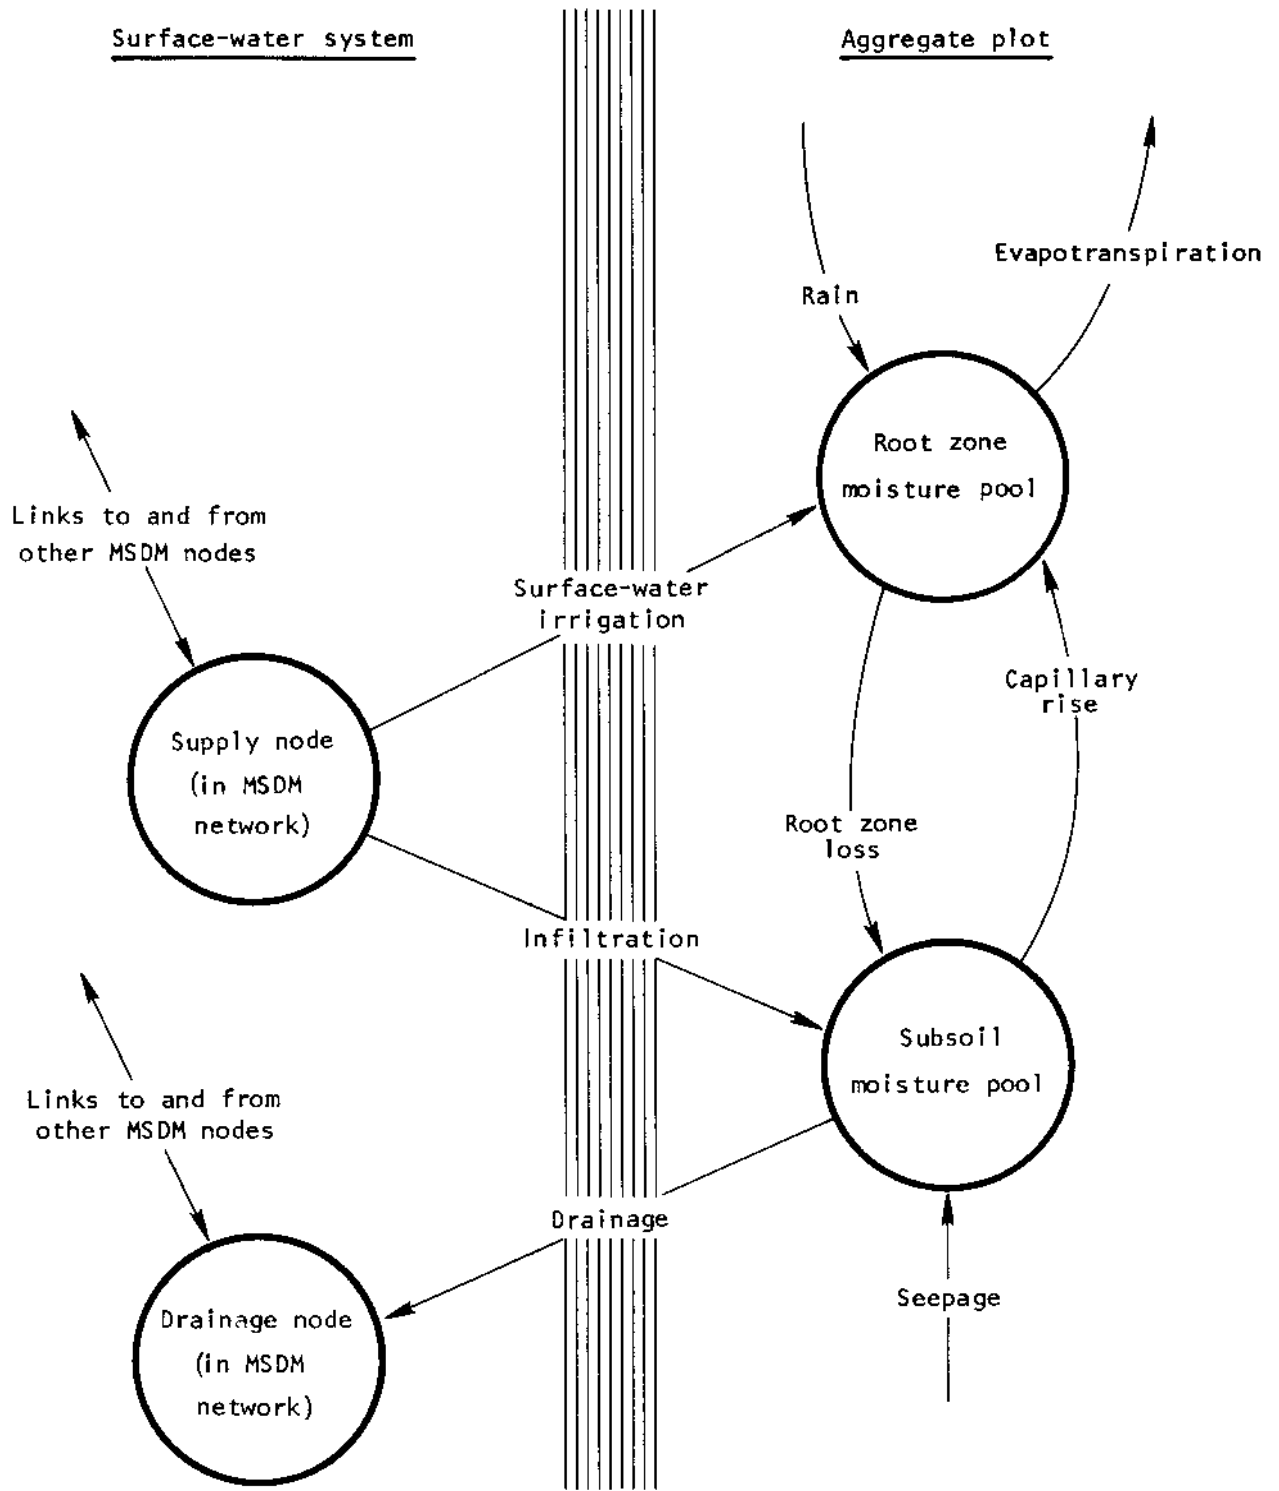 Surface-water system
Aggregate plot
Evapotranspiration
Rain
Root zone
moisture pool
Links to and from
other MSDM nodes
Surface-water
irrigation
Capillary
rise
Supply node
(in MSDM
network)
Root zone
loss
Infiltration
Subsoil
moisture pool
Links to and from
other MSDM nodes
Drainage
Seepage
Drainage node
(in MSDM
network)